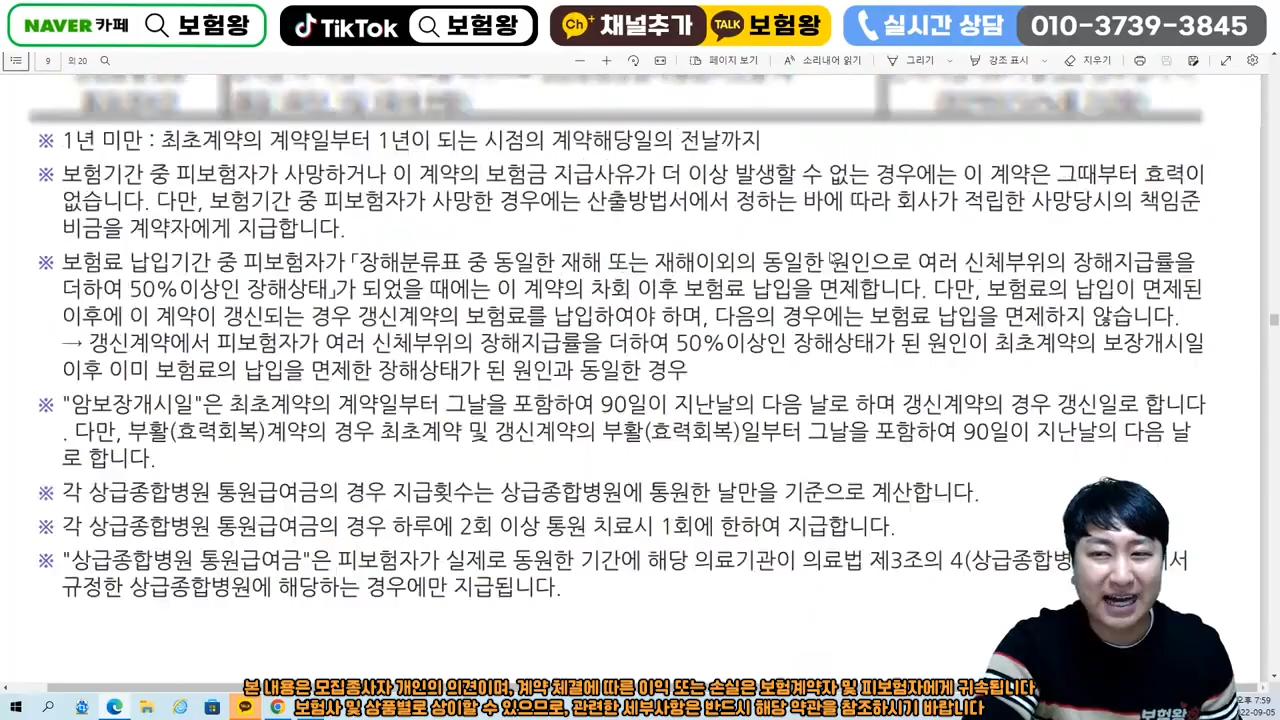 NAVER 카페 보험왕
TikTok 보험왕
Ch+ 채널추가 TALK 보험왕
실시간 상담 010-3739-3845
9 의 20 페이지 보기 소리내어 읽기 그리기 강조 표시 지우기
※ 1년 미만 : 최초계약의 계약일부터 1년이 되는 시점의 계약해당일의 전날까지
※ 보험기간 중 피보험자가 사망하거나 이 계약의 보험금 지급사유가 더 이상 발생할 수 없는 경우에는 이 계약은 그때부터 효력이
없습니다. 다만, 보험기간 중 피보험자가 사망한 경우에는 산출방법서에서 정하는 바에 따라 회사가 적립한 사망당시의 책임준
비금을 계약자에게 지급합니다.
※ 보험료 납입기간 중 피보험자가 「장해분류표 중 동일한 재해 또는 재해이외의 동일한 원인으로 여러 신체부위의 장해지급률을
더하여 50%이상인 장해상태」가 되었을 때에는 이 계약의 차회 이후 보험료 납입을 면제합니다. 다만, 보험료의 납입이 면제된
이후에 이 계약이 갱신되는 경우 갱신계약의 보험료를 납입하여야 하며, 다음의 경우에는 보험료 납입을 면제하지 않습니다.
→ 갱신계약에서 피보험자가 여러 신체부위의 장해지급률을 더하여 50%이상인 장해상태가 된 원인이 최초계약의 보장개시일
이후 이미 보험료의 납입을 면제한 장해상태가 된 원인과 동일한 경우
※ "암보장개시일"은 최초계약의 계약일부터 그날을 포함하여 90일이 지난날의 다음 날로 하며 갱신계약의 경우 갱신일로 합니다
. 다만, 부활(효력회복)계약의 경우 최초계약 및 갱신계약의 부활(효력회복)일부터 그날을 포함하여 90일이 지난날의 다음 날
로 합니다.
※ 각 상급종합병원 통원급여금의 경우 지급횟수는 상급종합병원에 통원한 날만을 기준으로 계산합니다.
※ 각 상급종합병원 통원급여금의 경우 하루에 2회 이상 통원 치료시 1회에 한하여 지급합니다.
※ "상급종합병원 통원급여금"은 피보험자가 실제로 동원한 기간에 해당 의료기관이 의료법 제3조의 4(상급종합병 서
규정한 상급종합병원에 해당하는 경우에만 지급됩니다.
본 내용은 모집종사자 개인의 의견이며, 계약 체결에 따른 이익 또는 손실은 보험계약자 및 피보험자에게 귀속됩니다
보험사 및 상품별로 상이할 수 있으므로, 관련한 세부사항은 반드시 해당 약관을 참조하시기 바랍니다
보험왕
7:59
22-09-05